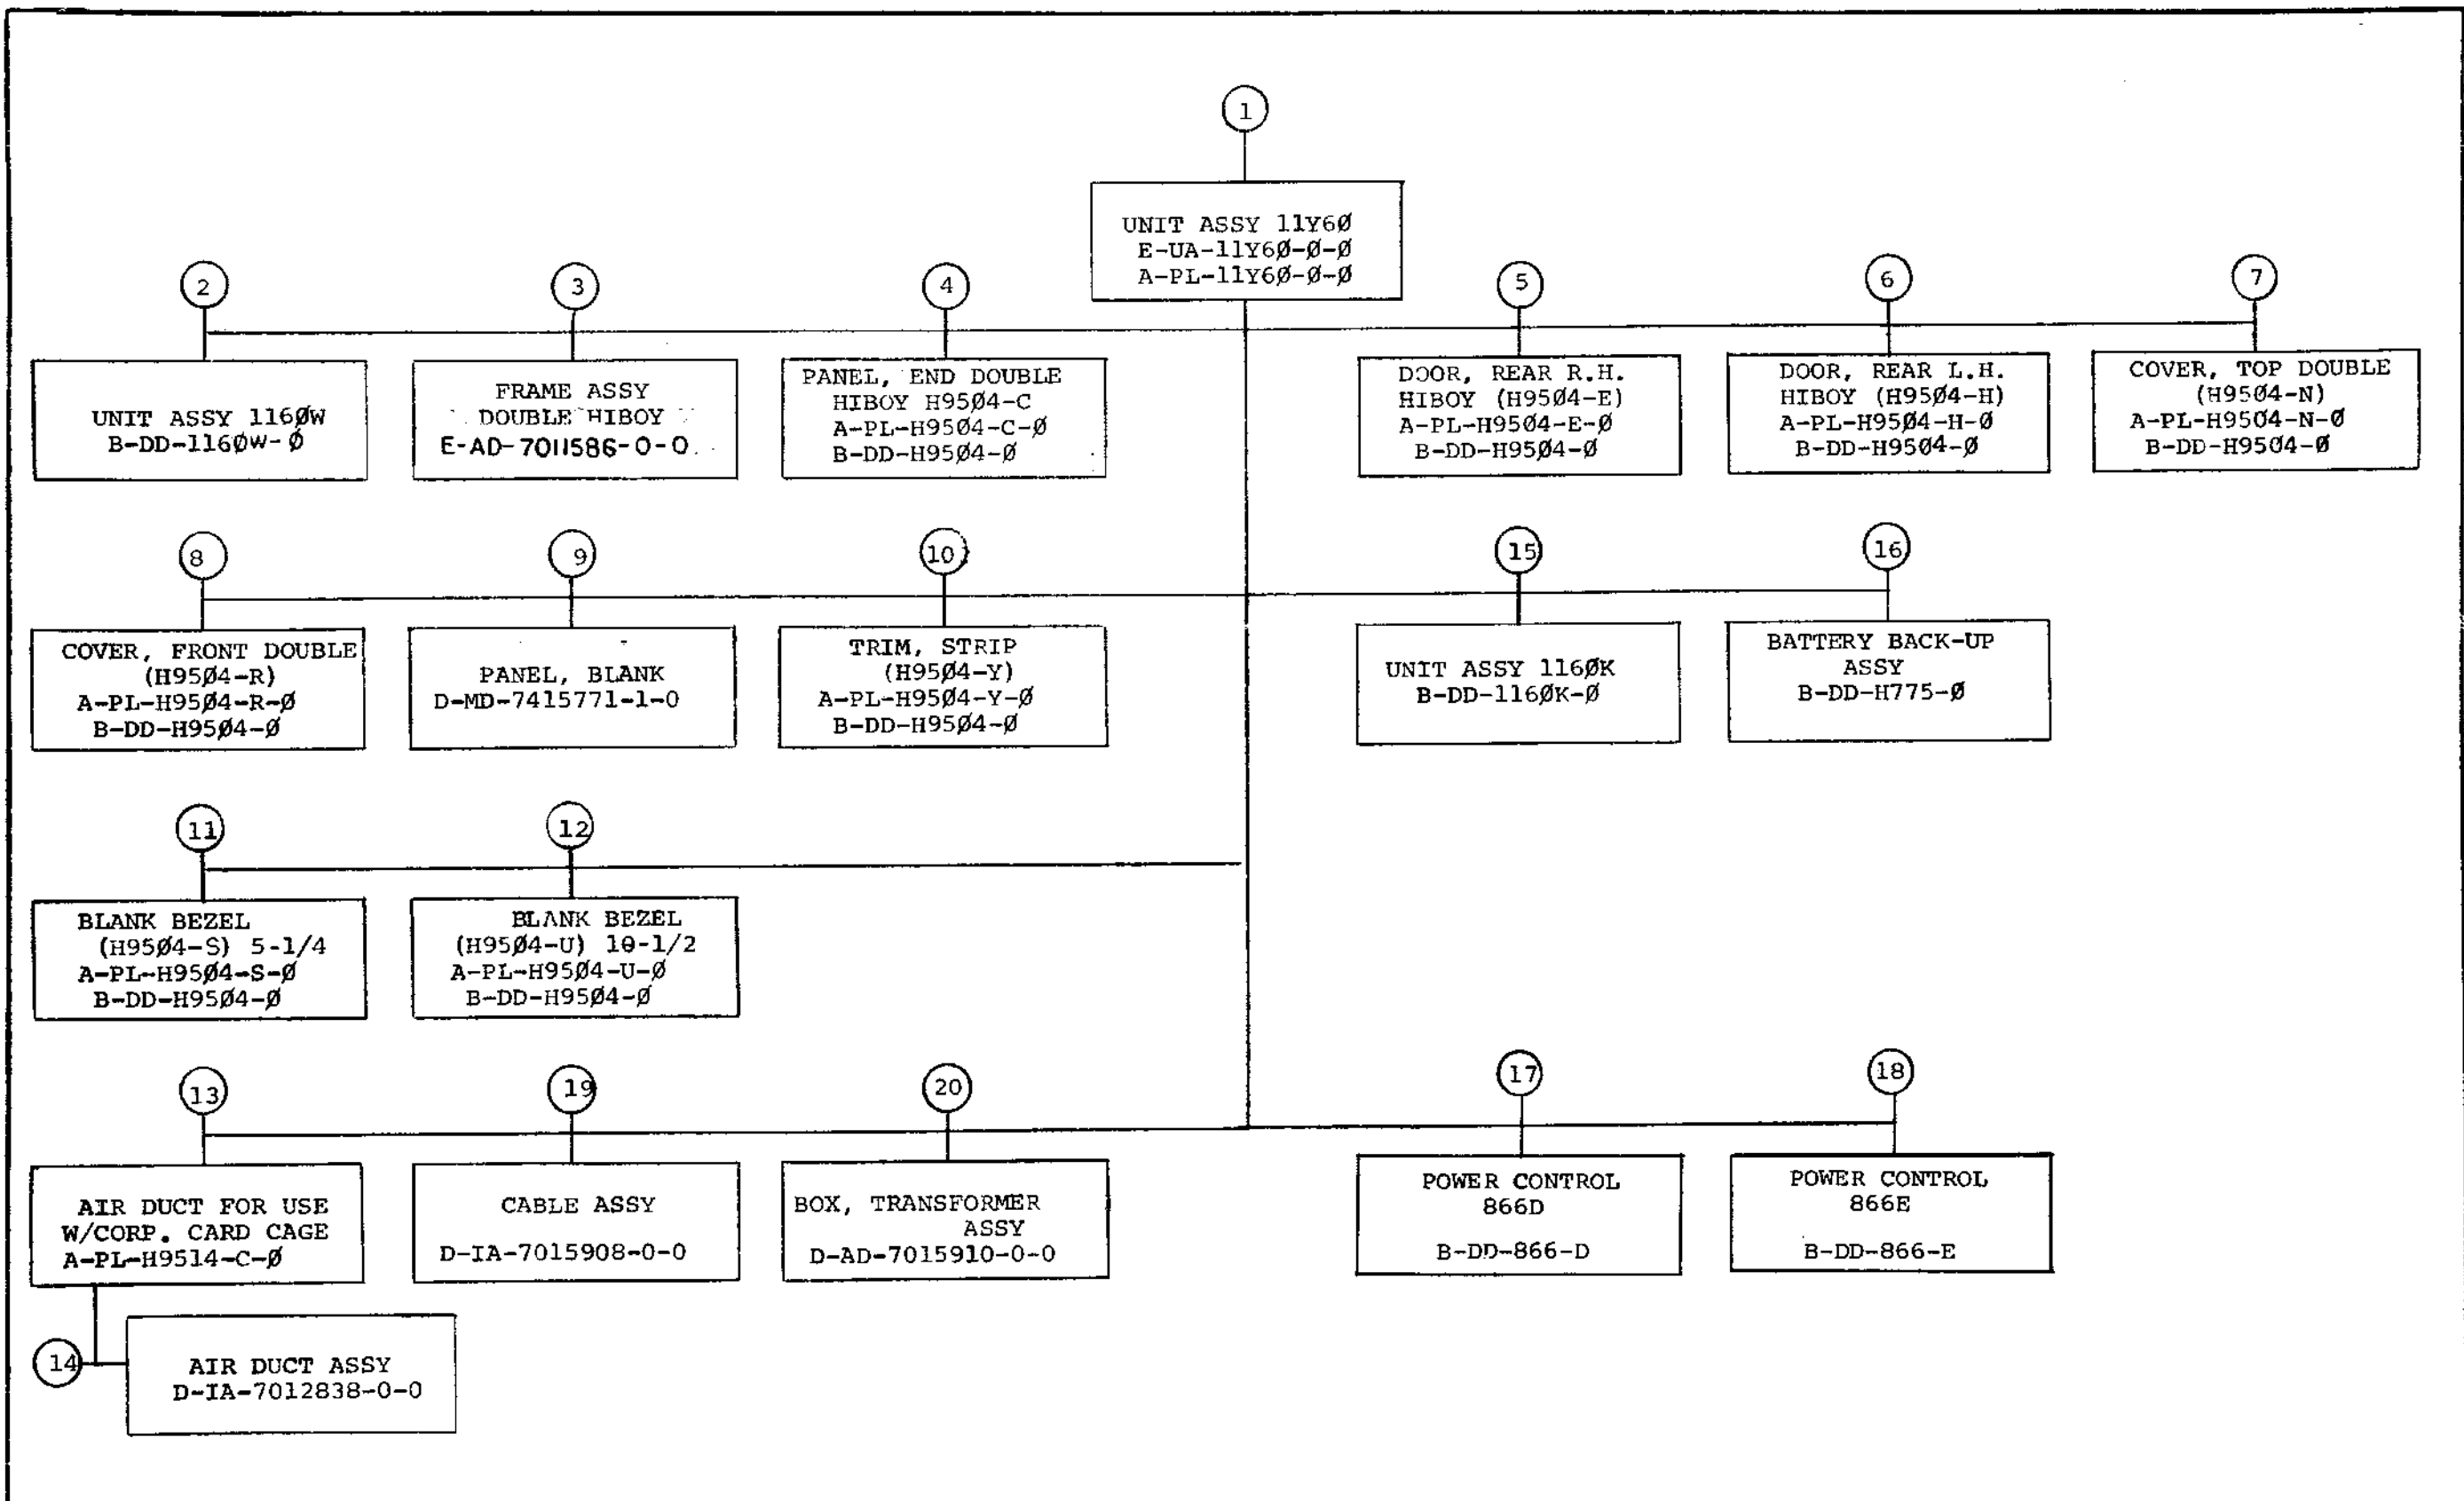 1
UNIT ASSY 11Y6Ø
E-UA-11Y6Ø-Ø-Ø
A-PL-11Y6Ø-Ø-Ø
2
UNIT ASSY 116ØW
B-DD-116ØW-Ø
3
FRAME ASSY
DOUBLE HIBOY
E-AD-7011586-0-0
4
PANEL, END DOUBLE
HIBOY H95Ø4-C
A-PL-H95Ø4-C-Ø
B-DD-H95Ø4-Ø
5
DOOR, REAR R.H.
HIBOY (H95Ø4-E)
A-PL-H95Ø4-E-Ø
B-DD-H95Ø4-Ø
6
DOOR, REAR L.H.
HIBOY (H95Ø4-H)
A-PL-H95Ø4-H-Ø
B-DD-H95Ø4-Ø
7
COVER, TOP DOUBLE
(H95Ø4-N)
A-PL-H95Ø4-N-Ø
B-DD-H95Ø4-Ø
8
COVER, FRONT DOUBLE
(H95Ø4-R)
A-PL-H95Ø4-R-Ø
B-DD-H95Ø4-Ø
9
PANEL, BLANK
D-MD-7415771-1-0
10
TRIM, STRIP
(H95Ø4-Y)
A-PL-H95Ø4-Y-Ø
B-DD-H95Ø4-Ø
15
UNIT ASSY 116ØK
B-DD-116ØK-Ø
16
BATTERY BACK-UP
ASSY
B-DD-H775-Ø
11
BLANK BEZEL
(H95Ø4-S) 5-1/4
A-PL-H95Ø4-S-Ø
B-DD-H95Ø4-Ø
12
BLANK BEZEL
(H95Ø4-U) 10-1/2
A-PL-H95Ø4-U-Ø
B-DD-H95Ø4-Ø
13
AIR DUCT FOR USE
W/CORP. CARD CAGE
A-PL-H9514-C-Ø
19
CABLE ASSY
D-IA-7015908-0-0
20
BOX, TRANSFORMER
ASSY
D-AD-7015910-0-0
17
POWER CONTROL
866D
B-DD-866-D
18
POWER CONTROL
866E
B-DD-866-E
14
AIR DUCT ASSY
D-IA-7012838-0-0